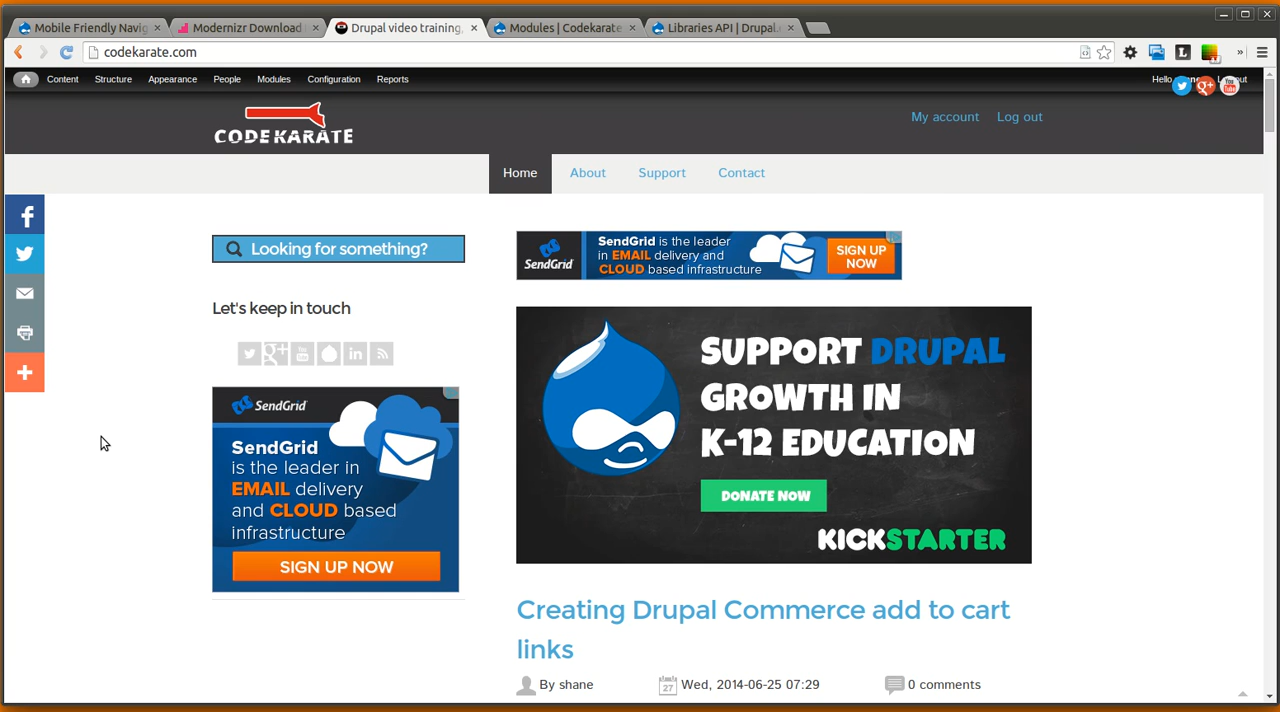 Mobile Friendly Navig
Modernizr Download
Drupal video training,
Modules | Codekarate
Libraries API | Drupal.
codekarate.com
Content Structure Appearance People Modules Configuration Reports
Hello
CODE KARATE
My account Log out
Home About Support Contact
Looking for something?
Let's keep in touch
SendGrid
SendGrid is the leader
in EMAIL delivery and
CLOUD based infrastructure
SIGN UP
NOW
SendGrid
SendGrid
is the leader in
EMAIL delivery
and CLOUD based
infrastructure
SIGN UP NOW
SUPPORT DRUPAL
GROWTH IN
K-12 EDUCATION
DONATE NOW
KICKSTARTER
Creating Drupal Commerce add to cart
links
By shane
Wed, 2014-06-25 07:29
0 comments